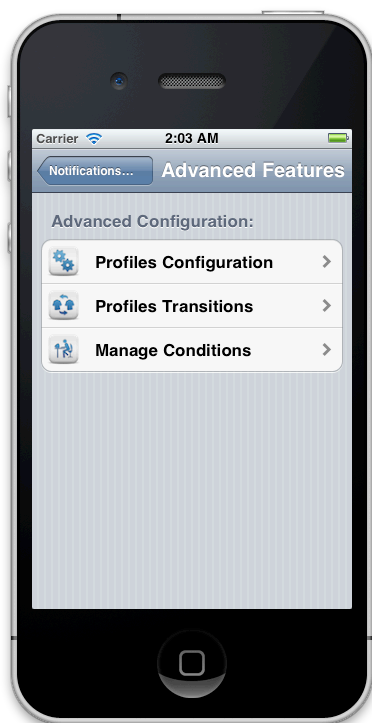 Carrier 2:03 AM
Notifications... Advanced Features
Advanced Configuration:
Profiles Configuration
Profiles Transitions
Manage Conditions